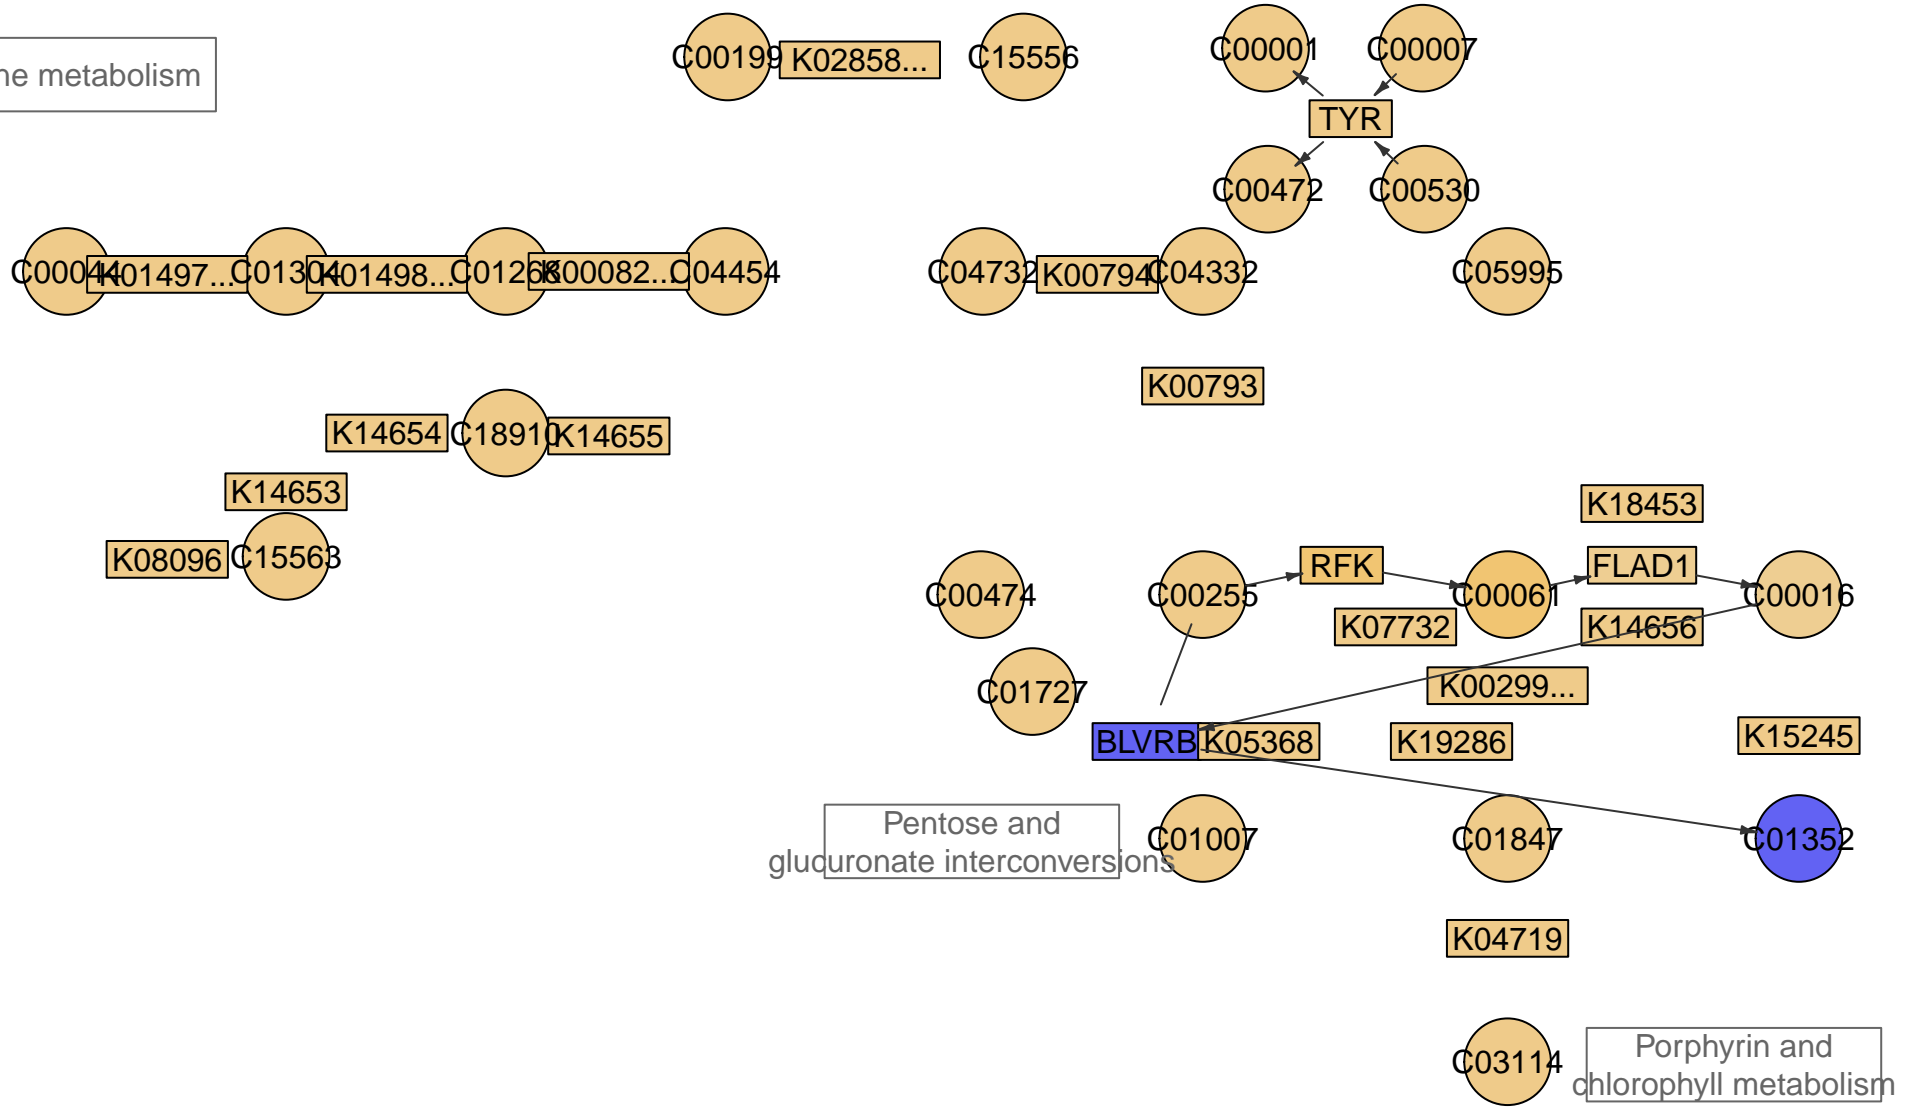 ne metabolism
C00199
K02858...
C15556
C00001
C00007
TYR
C00472
C00530
C00044
K01497...
C01304
K01498...
C01268
K00082...
C04454
C04732
K00794
C04332
C05995
K00793
K14654
C18910
K14655
K14653
K08096
C15563
K18453
C00474
C00255
RFK
C00061
FLAD1
C00016
K07732
K14656
C01727
K00299...
BLVRB
K05368
K19286
K15245
Pentose and
glucuronate interconversions
C01007
C01847
C01352
K04719
C03114
Porphyrin and
chlorophyll metabolism